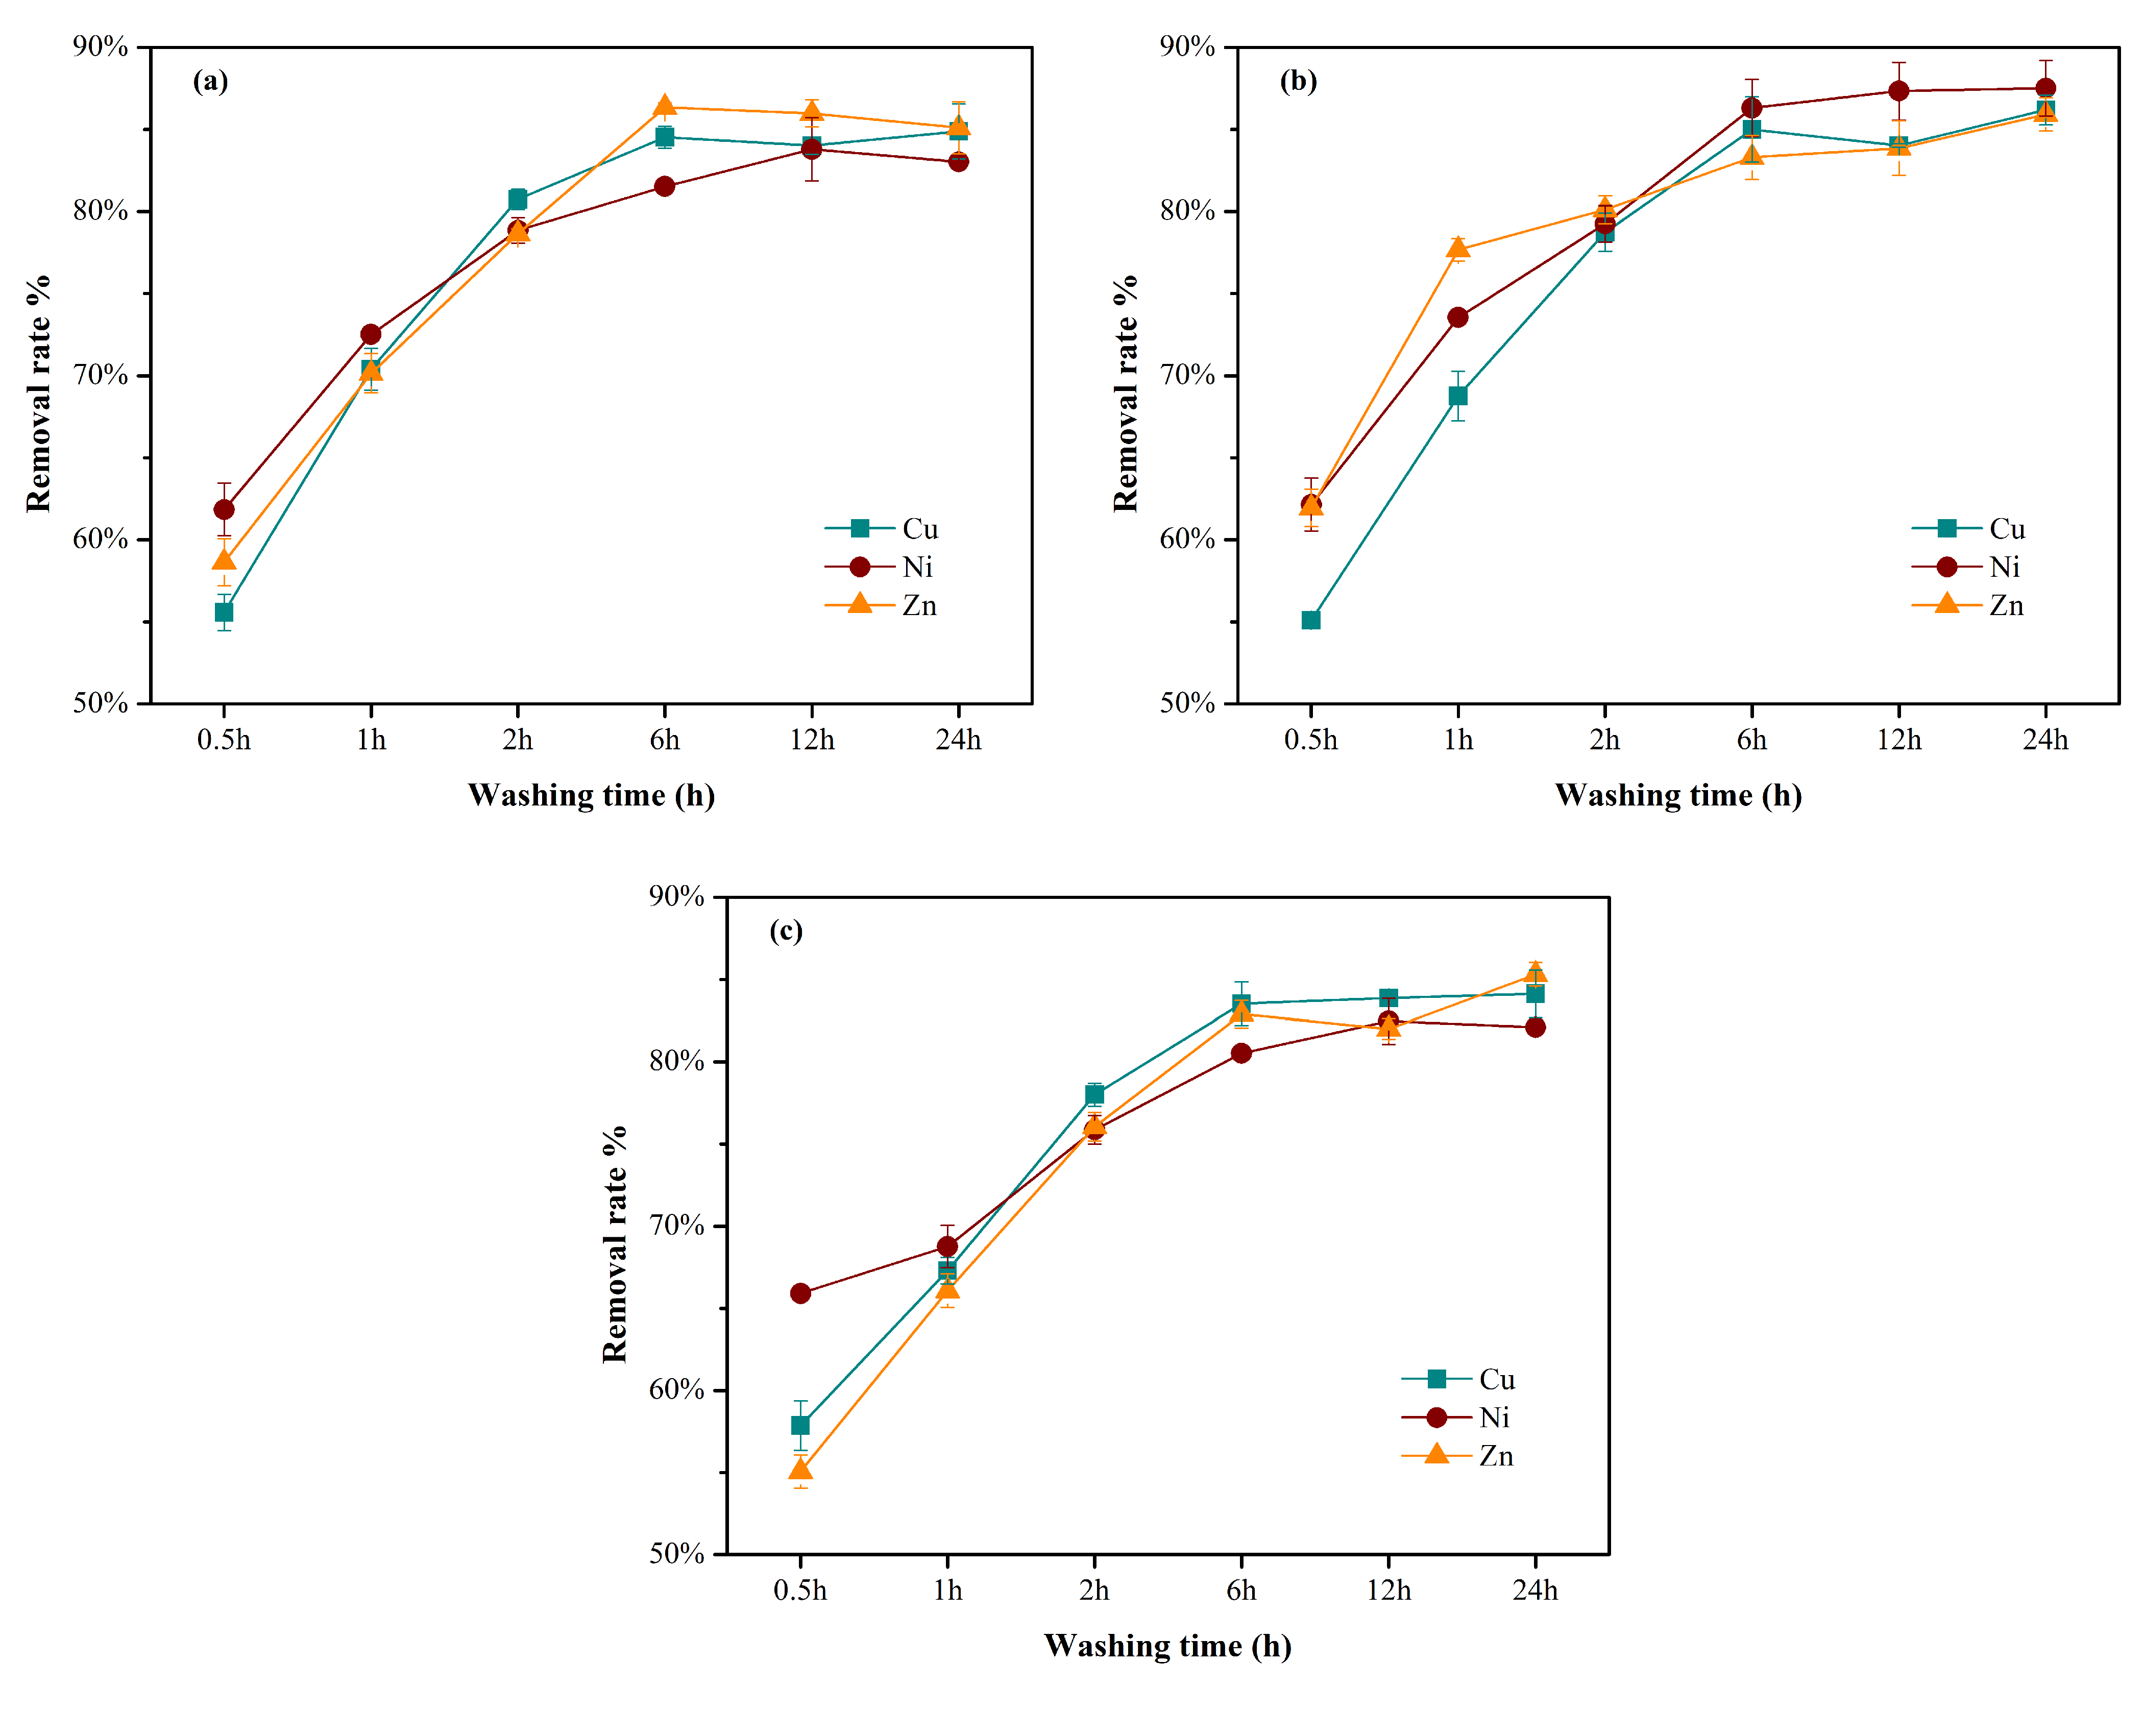 (a)
90%
80%
70%
60%
50%
Removal rate %
Cu
Ni
Zn
0.5h 1h 2h 6h 12h 24h
Washing time (h)
(b)
90%
80%
70%
60%
50%
Removal rate %
Cu
Ni
Zn
0.5h 1h 2h 6h 12h 24h
Washing time (h)
(c)
90%
80%
70%
60%
50%
Removal rate %
Cu
Ni
Zn
0.5h 1h 2h 6h 12h 24h
Washing time (h)